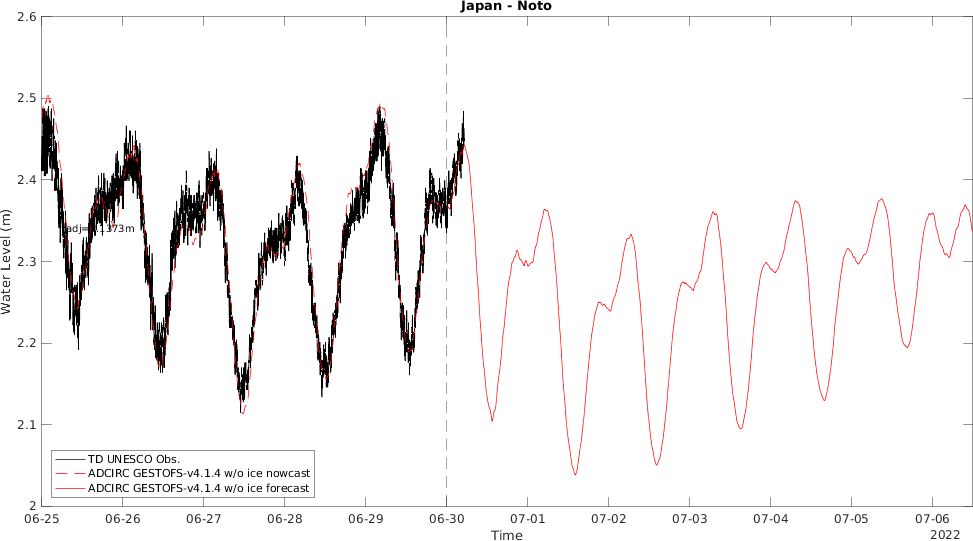 Japan - Noto
2.6
2.5
2.4
2.3
2.2
2.1
2
Water Level (m)
TD UNESCO Obs.
ADCIRC GESTOFS-v4.1.4 w/o ice nowcast
ADCIRC GESTOFS-v4.1.4 w/o ice forecast
06-25 06-26 06-27 06-28 06-29 06-30 07-01 07-02 07-03 07-04 07-05 07-06
Time
2022